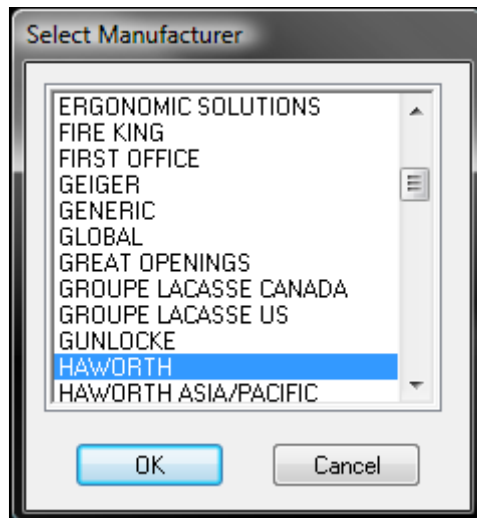 Select Manufacturer
ERGONOMIC SOLUTIONS
FIRE KING
FIRST OFFICE
GEIGER
GENERIC
GLOBAL
GREAT OPENINGS
GROUPE LACASSE CANADA
GROUPE LACASSE US
GUNLOCKE
HAWORTH
HAWORTH ASIA/PACIFIC
OK
Cancel